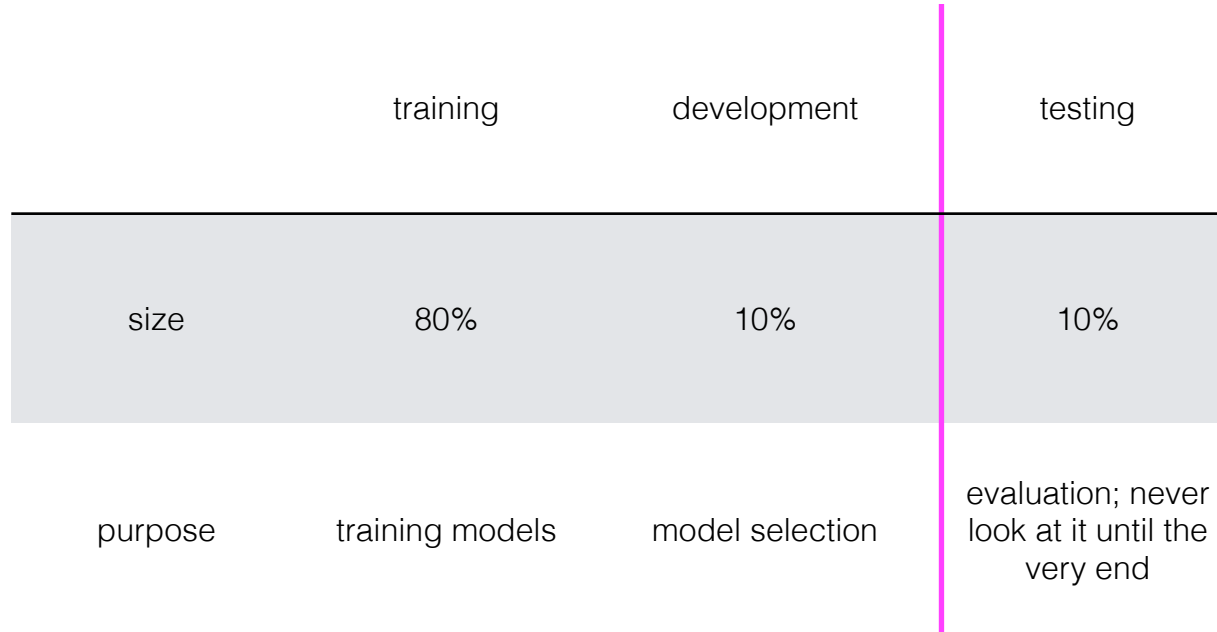 training development testing
size 80% 10% 10%
purpose training models model selection evaluation; never
look at it until the
very end